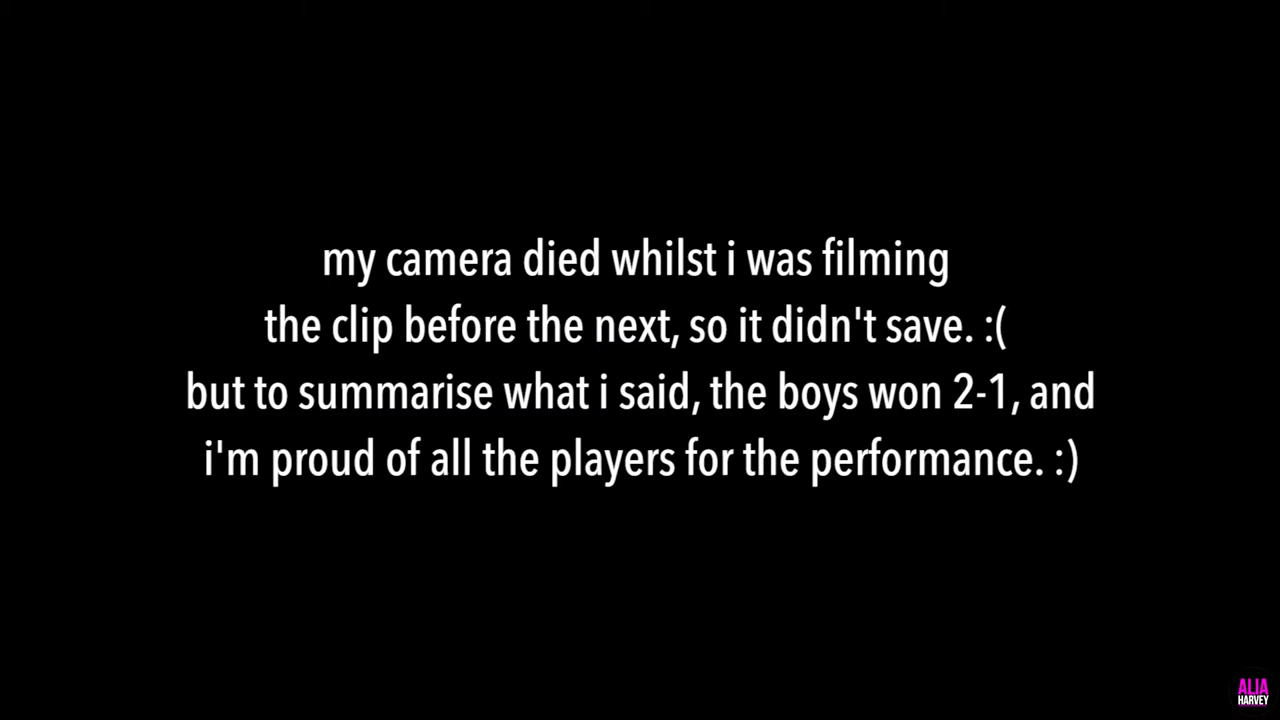 my camera died whilst i was filming
the clip before the next, so it didn't save. :(
but to summarise what i said, the boys won 2-1, and
i'm proud of all the players for the performance. :)
ALIA
HARVEY